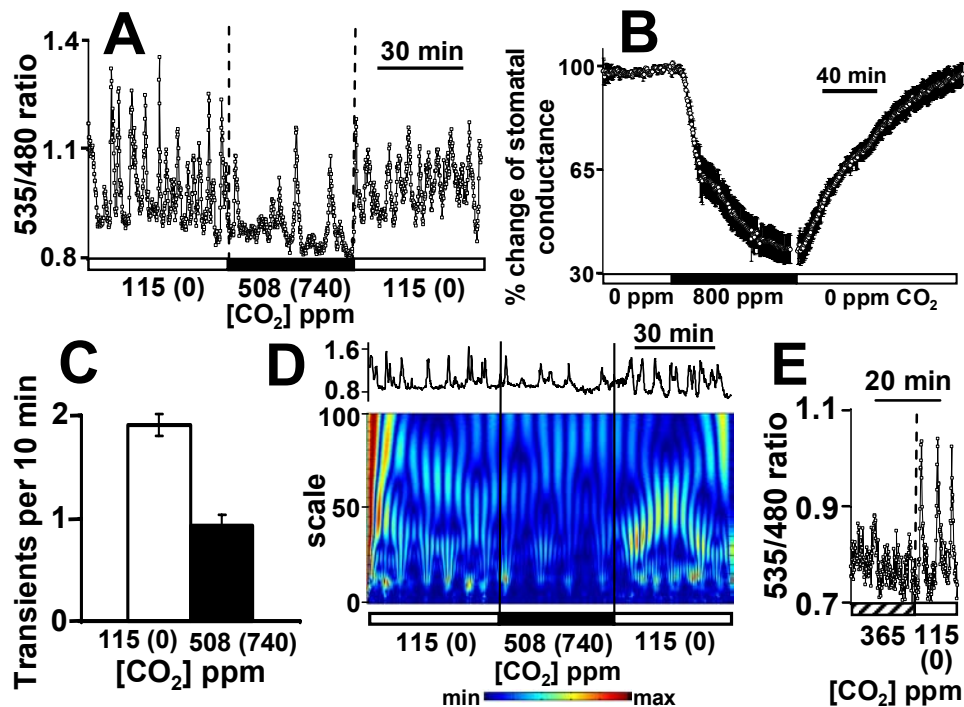 A
1.4
1.1
0.8
535/480 ratio
30 min
115 (0)
508 (740)
115 (0)
[CO2] ppm
B
100
65
30
% change of stomatal
conductance
40 min
0 ppm
800 ppm
0 ppm CO2
C
2
1
0
Transients per 10 min
115 (0)
508 (740)
[CO2] ppm
D
30 min
1.6
0.8
100
50
0
scale
115 (0)
508 (740)
115 (0)
[CO2] ppm
min
max
E
20 min
1.1
0.9
0.7
535/480 ratio
365
115
(0)
[CO2] ppm